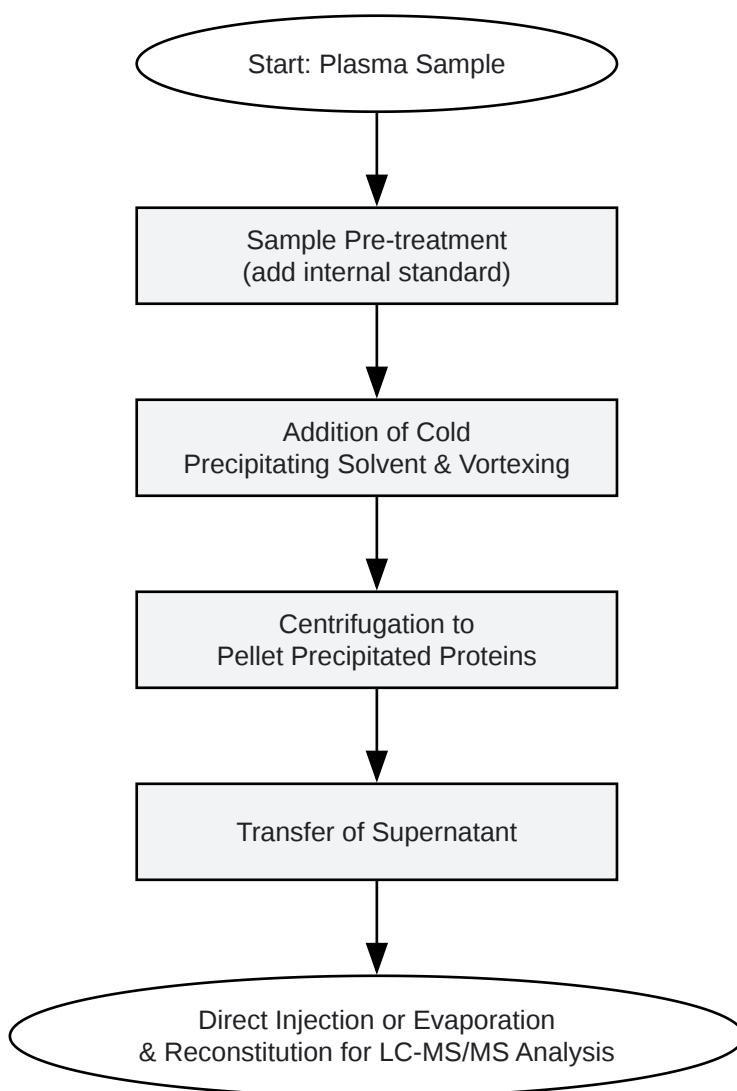 Start: Plasma Sample
Sample Pre-treatment
(add internal standard)
Addition of Cold
Precipitating Solvent & Vortexing
Centrifugation to
Pellet Precipitated Proteins
Transfer of Supernatant
Direct Injection or Evaporation
& Reconstitution for LC-MS/MS Analysis